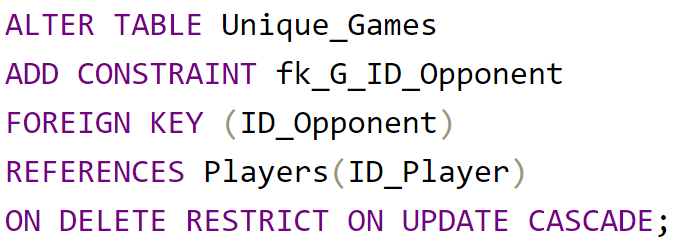 ALTER TABLE Unique_Games
ADD CONSTRAINT fk_G_ID_Opponent
FOREIGN KEY (ID_Opponent)
REFERENCES Players(ID_Player)
ON DELETE RESTRICT ON UPDATE CASCADE;